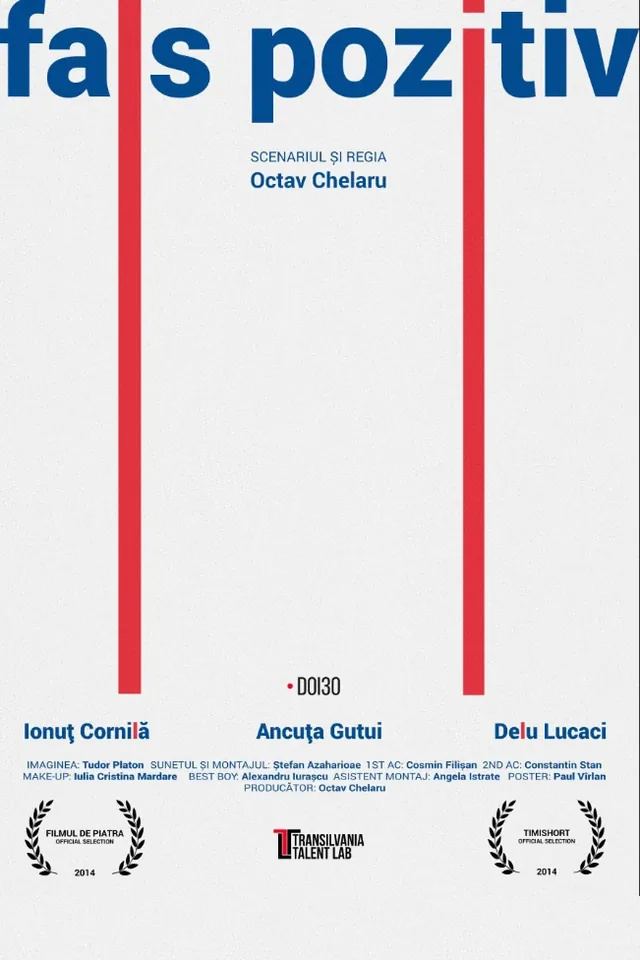 fals pozitiv
SCENARIUL ȘI REGIA
Octav Chelaru
DOI30
Ionuţ Cornilă
Ancuţa Gutui
Delu Lucaci
IMAGINEA: Tudor Platon SUNETUL ȘI MONTAJUL: Ștefan Azaharioae 1ST AC: Cosmin Filișan 2ND AC: Constantin Stan
MAKE-UP: Iulia Cristina Mardare BEST BOY: Alexandru Iurașcu ASISTENT MONTAJ: Angela Istrate POSTER: Paul Vîrlan
PRODUCĂTOR: Octav Chelaru
FILMUL DE PIATRA
OFFICIAL SELECTION
2014
TRANSILVANIA
TALENT LAB
TIMISHORT
OFFICIAL SELECTION
2014